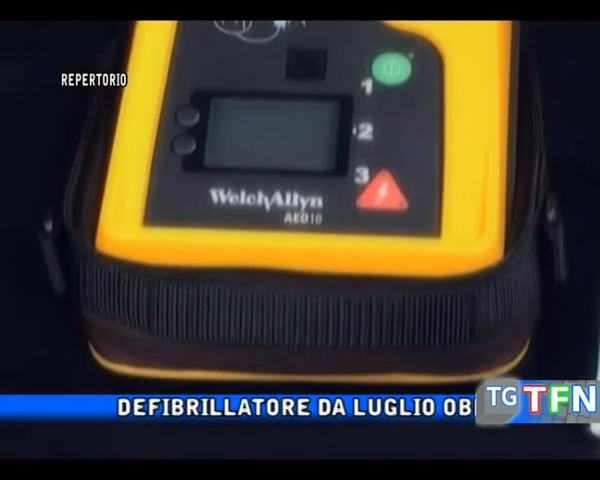 REPERTORIO
1
2
3
WelchAllyn
AED10
DEFIBRILLATORE DA LUGLIO OB
TG TFN